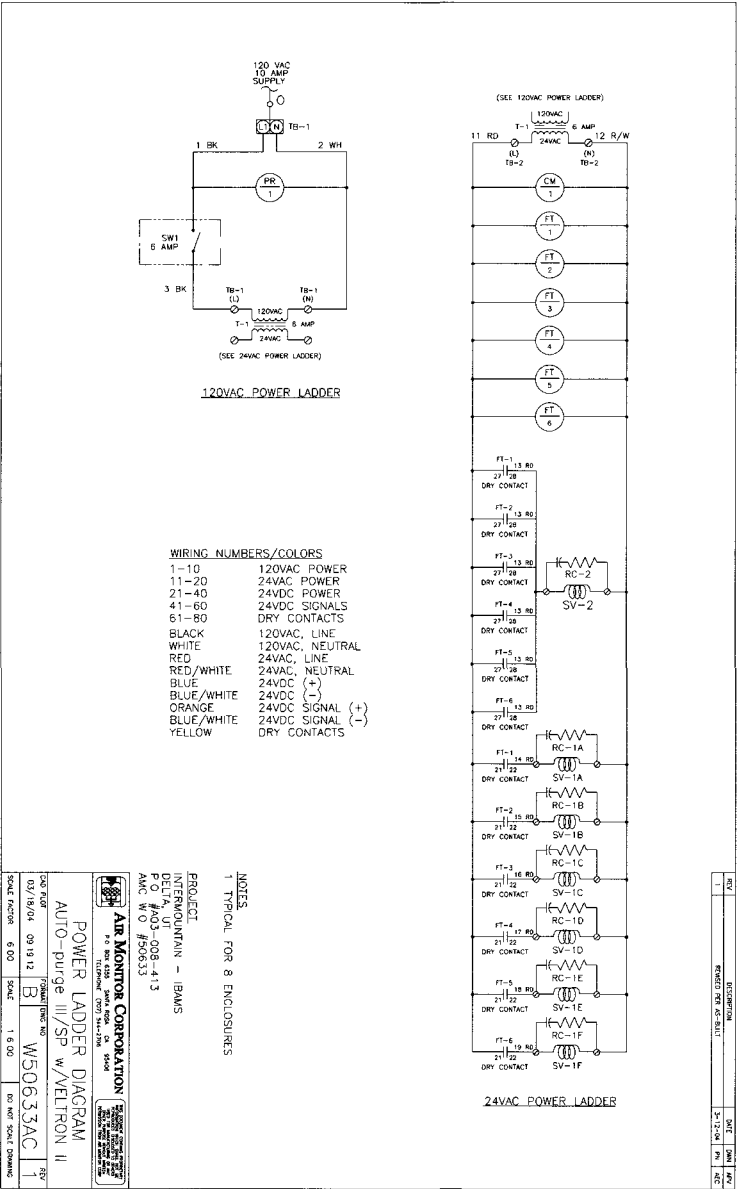 120 VAC
10 AMP
SUPPLY
L1 N TB-1
1 BK
2 WH
PR
1
SW1
6 AMP
3 BK
TB-1
(L)
TB-1
(N)
120VAC
T-1 6 AMP
24VAC
(SEE 24VAC POWER LADDER)
120VAC POWER LADDER
(SEE 120VAC POWER LADDER)
120VAC
T-1 6 AMP
11 RD 24VAC 12 R/W
(L)
TB-2
(N)
TB-2
CM
1
FT
1
FT
2
FT
3
FT
4
FT
5
FT
6
FT-1
13 RD
27 28
DRY CONTACT
FT-2
13 RD
27 28
DRY CONTACT
FT-3
13 RD
27 28
DRY CONTACT
RC-2
SV-2
FT-4
13 RD
27 28
DRY CONTACT
FT-5
13 RD
27 28
DRY CONTACT
FT-6
13 RD
27 28
DRY CONTACT
FT-1
14 RD
21 22
DRY CONTACT
RC-1A
SV-1A
FT-2
15 RD
21 22
DRY CONTACT
RC-1B
SV-1B
FT-3
16 RD
21 22
DRY CONTACT
RC-1C
SV-1C
FT-4
17 RD
21 22
DRY CONTACT
RC-1D
SV-1D
FT-5
18 RD
21 22
DRY CONTACT
RC-1E
SV-1E
FT-6
19 RD
21 22
DRY CONTACT
RC-1F
SV-1F
24VAC POWER LADDER
WIRING NUMBERS/COLORS
1-10 120VAC POWER
11-20 24VAC POWER
21-40 24VDC POWER
41-60 24VDC SIGNALS
61-80 DRY CONTACTS
BLACK 120VAC, LINE
WHITE 120VAC, NEUTRAL
RED 24VAC, LINE
RED/WHITE 24VAC, NEUTRAL
BLUE 24VDC (+)
BLUE/WHITE 24VDC (-)
ORANGE 24VDC SIGNAL (+)
BLUE/WHITE 24VDC SIGNAL (-)
YELLOW DRY CONTACTS
NOTES
1 TYPICAL FOR 8 ENCLOSURES
PROJECT
INTERMOUNTAIN - IBAMS
DELTA, UT
P O #A03-008-413
AMC W O #50633
AIR MONITOR CORPORATION
P O BOX 6358 SANTA ROSA CA 95406
TELEPHONE (707) 544-2706
POWER LADDER DIAGRAM
AUTO-purge III/SP w/VELTRON II
CAD PLOT
03/18/04 09 19 12
FORMAT B
DWG NO W50633AC
REV 1
SCALE FACTOR 6 00
SCALE 1 6 00
DO NOT SCALE DRAWING
REV DESCRIPTION DATE DWN APV
1 REVISED PER AS-BUILT 3-12-04 PN AEC